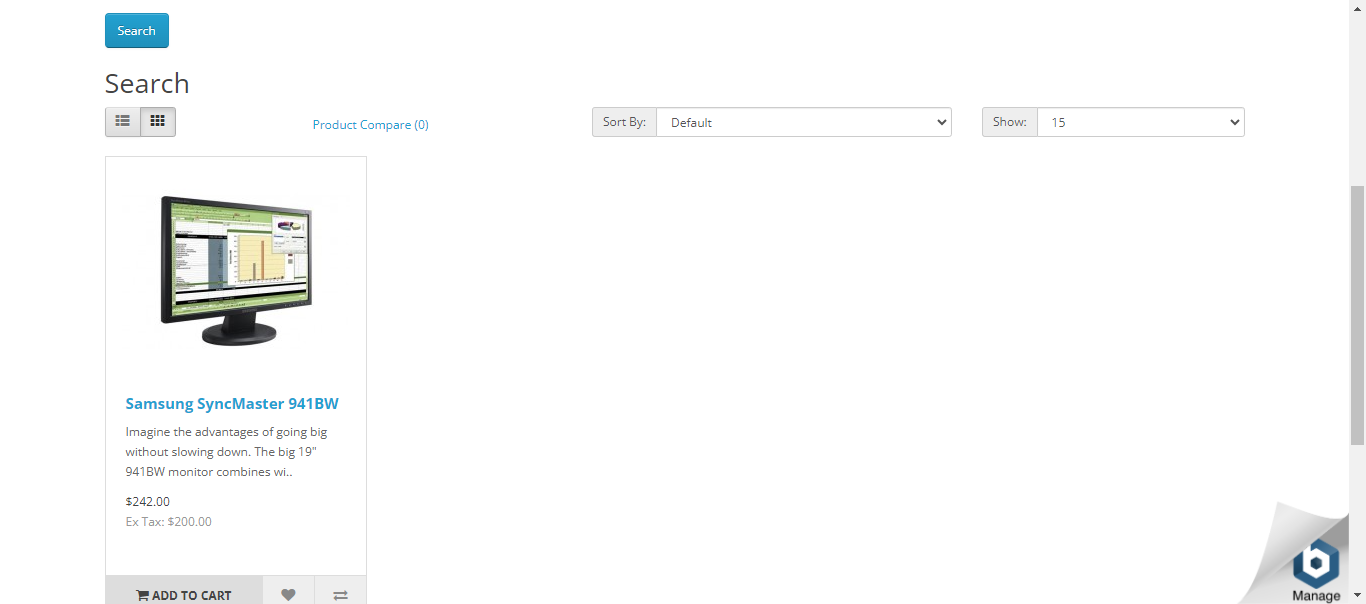 Search
Search
Product Compare (0)
Sort By: Default
Show: 15
Samsung SyncMaster 941BW
Imagine the advantages of going big
without slowing down. The big 19"
941BW monitor combines wi..
$242.00
Ex Tax: $200.00
ADD TO CART
Manage